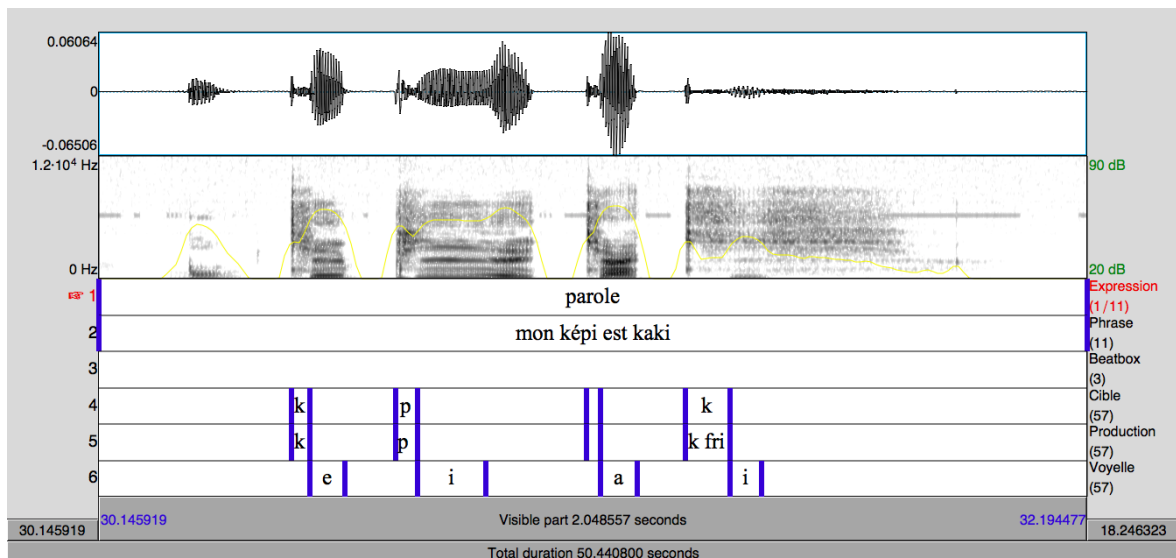 0.06064
0
-0.06506
1.2·10⁴ Hz
90 dB
0 Hz
20 dB
☞ 1
parole
Expression
(1/11)
2
mon képi est kaki
Phrase
(11)
3
Beatbox
(3)
4
k p k
Cible
(57)
5
k p k fri
Production
(57)
6
e i a i
Voyelle
(57)
30.145919
Visible part 2.048557 seconds
32.194477
30.145919
18.246323
Total duration 50.440800 seconds